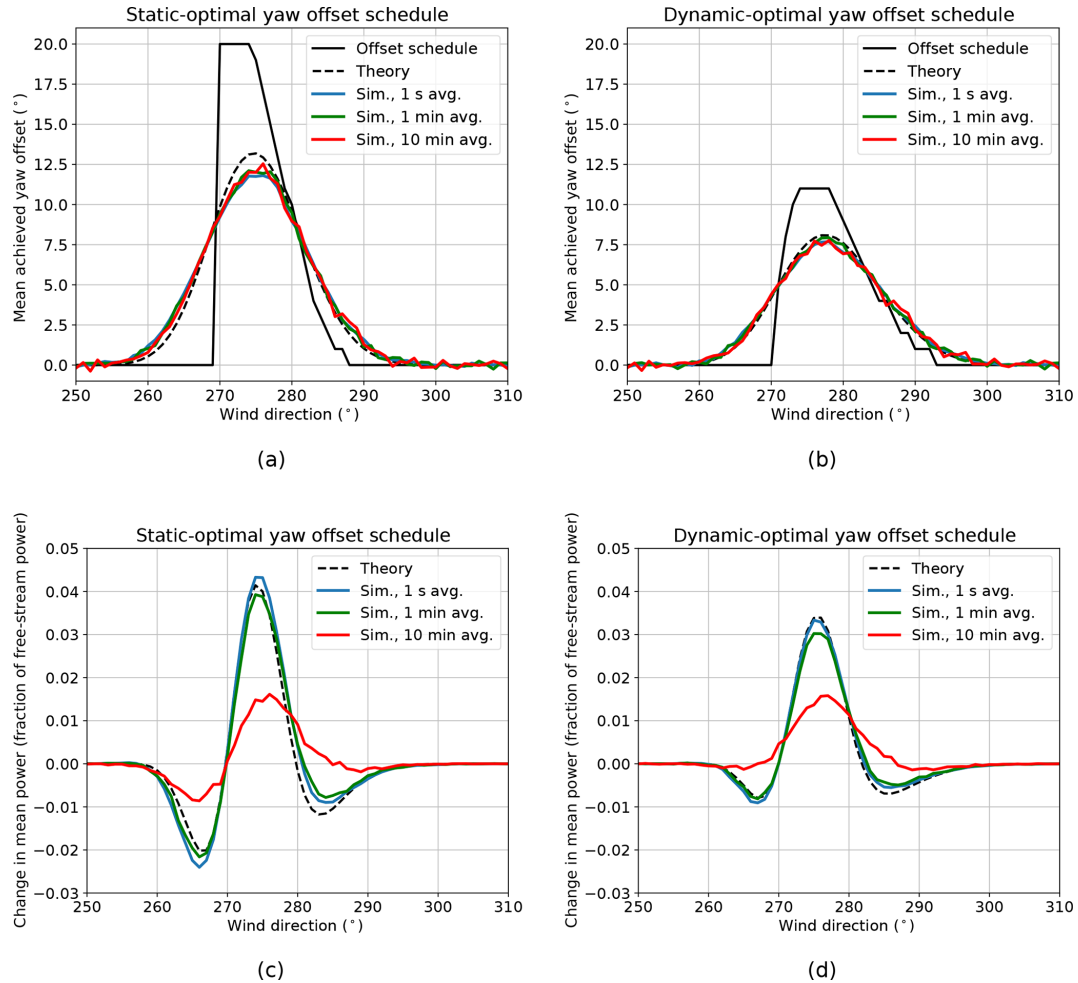 Static-optimal yaw offset schedule
Mean achieved yaw offset (°)
20.0
17.5
15.0
12.5
10.0
7.5
5.0
2.5
0.0
Offset schedule
Theory
Sim., 1 s avg.
Sim., 1 min avg.
Sim., 10 min avg.
250 260 270 280 290 300 310
Wind direction (°)
(a)
Dynamic-optimal yaw offset schedule
Mean achieved yaw offset (°)
20.0
17.5
15.0
12.5
10.0
7.5
5.0
2.5
0.0
Offset schedule
Theory
Sim., 1 s avg.
Sim., 1 min avg.
Sim., 10 min avg.
250 260 270 280 290 300 310
Wind direction (°)
(b)
Static-optimal yaw offset schedule
Change in mean power (fraction of free-stream power)
0.05
0.04
0.03
0.02
0.01
0.00
−0.01
−0.02
−0.03
Theory
Sim., 1 s avg.
Sim., 1 min avg.
Sim., 10 min avg.
250 260 270 280 290 300 310
Wind direction (°)
(c)
Dynamic-optimal yaw offset schedule
Change in mean power (fraction of free-stream power)
0.05
0.04
0.03
0.02
0.01
0.00
−0.01
−0.02
−0.03
Theory
Sim., 1 s avg.
Sim., 1 min avg.
Sim., 10 min avg.
250 260 270 280 290 300 310
Wind direction (°)
(d)